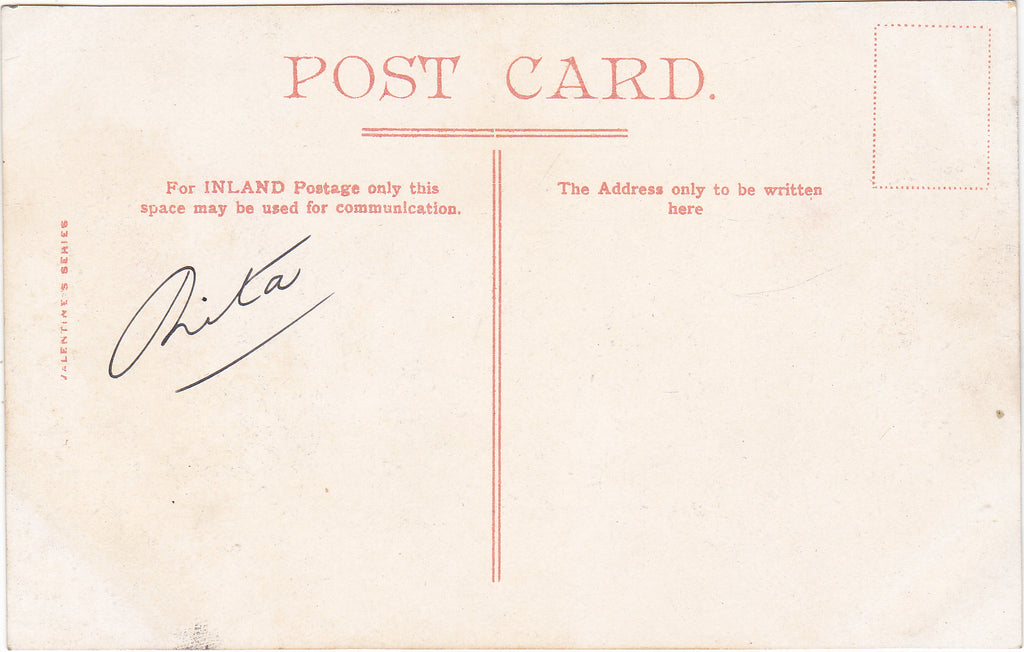 POST CARD.
For INLAND Postage only this
space may be used for communication.
The Address only to be written
here
VALENTINE'S SERIES
Rita